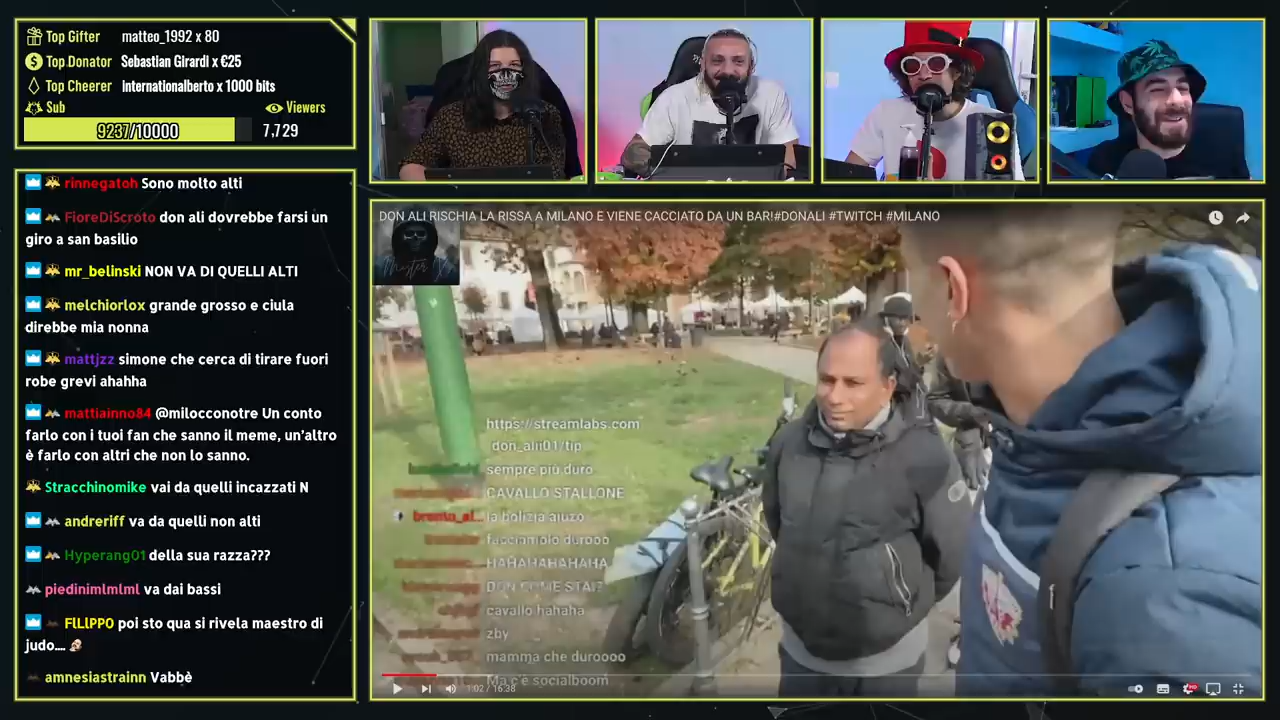 Top Gifter matteo_1992 x 80
Top Donator Sebastian Girardi x €25
Top Cheerer Internationalberto x 1000 bits
Sub Viewers
9237/10000 7,729
rinnegatoh Sono molto alti
FioreDiScroto don ali dovrebbe farsi un
giro a san basilio
mr_belinski NON VA DI QUELLI ALTI
melchiorlox grande grosso e ciula
direbbe mia nonna
mattjzz simone che cerca di tirare fuori
robe grevi ahahha
mattiainno84 @milocconotre Un conto
farlo con i tuoi fan che sanno il meme, un'altro
è farlo con altri che non lo sanno.
Stracchinomike vai da quelli incazzati N
andreriff va da quelli non alti
Hyperang01 della sua razza???
piedinimlmlml va dai bassi
FlLlPP0 poi sto qua si rivela maestro di
judo....
amnesiastrainn Vabbè
DON ALI RISCHIA LA RISSA A MILANO E VIENE CACCIATO DA UN BAR!#DONALI #TWITCH #MILANO
https://streamlabs.com
don_alii01/tip
sempre più duro
CAVALLO STALLONE
la bolizia aiuzo
facciamolo durooo
HAHAHAHAHAHA
DON COME STAI?
cavallo hahaha
zby
mamma che duroooo
Ma c'è socialboom
1:02 / 16:38